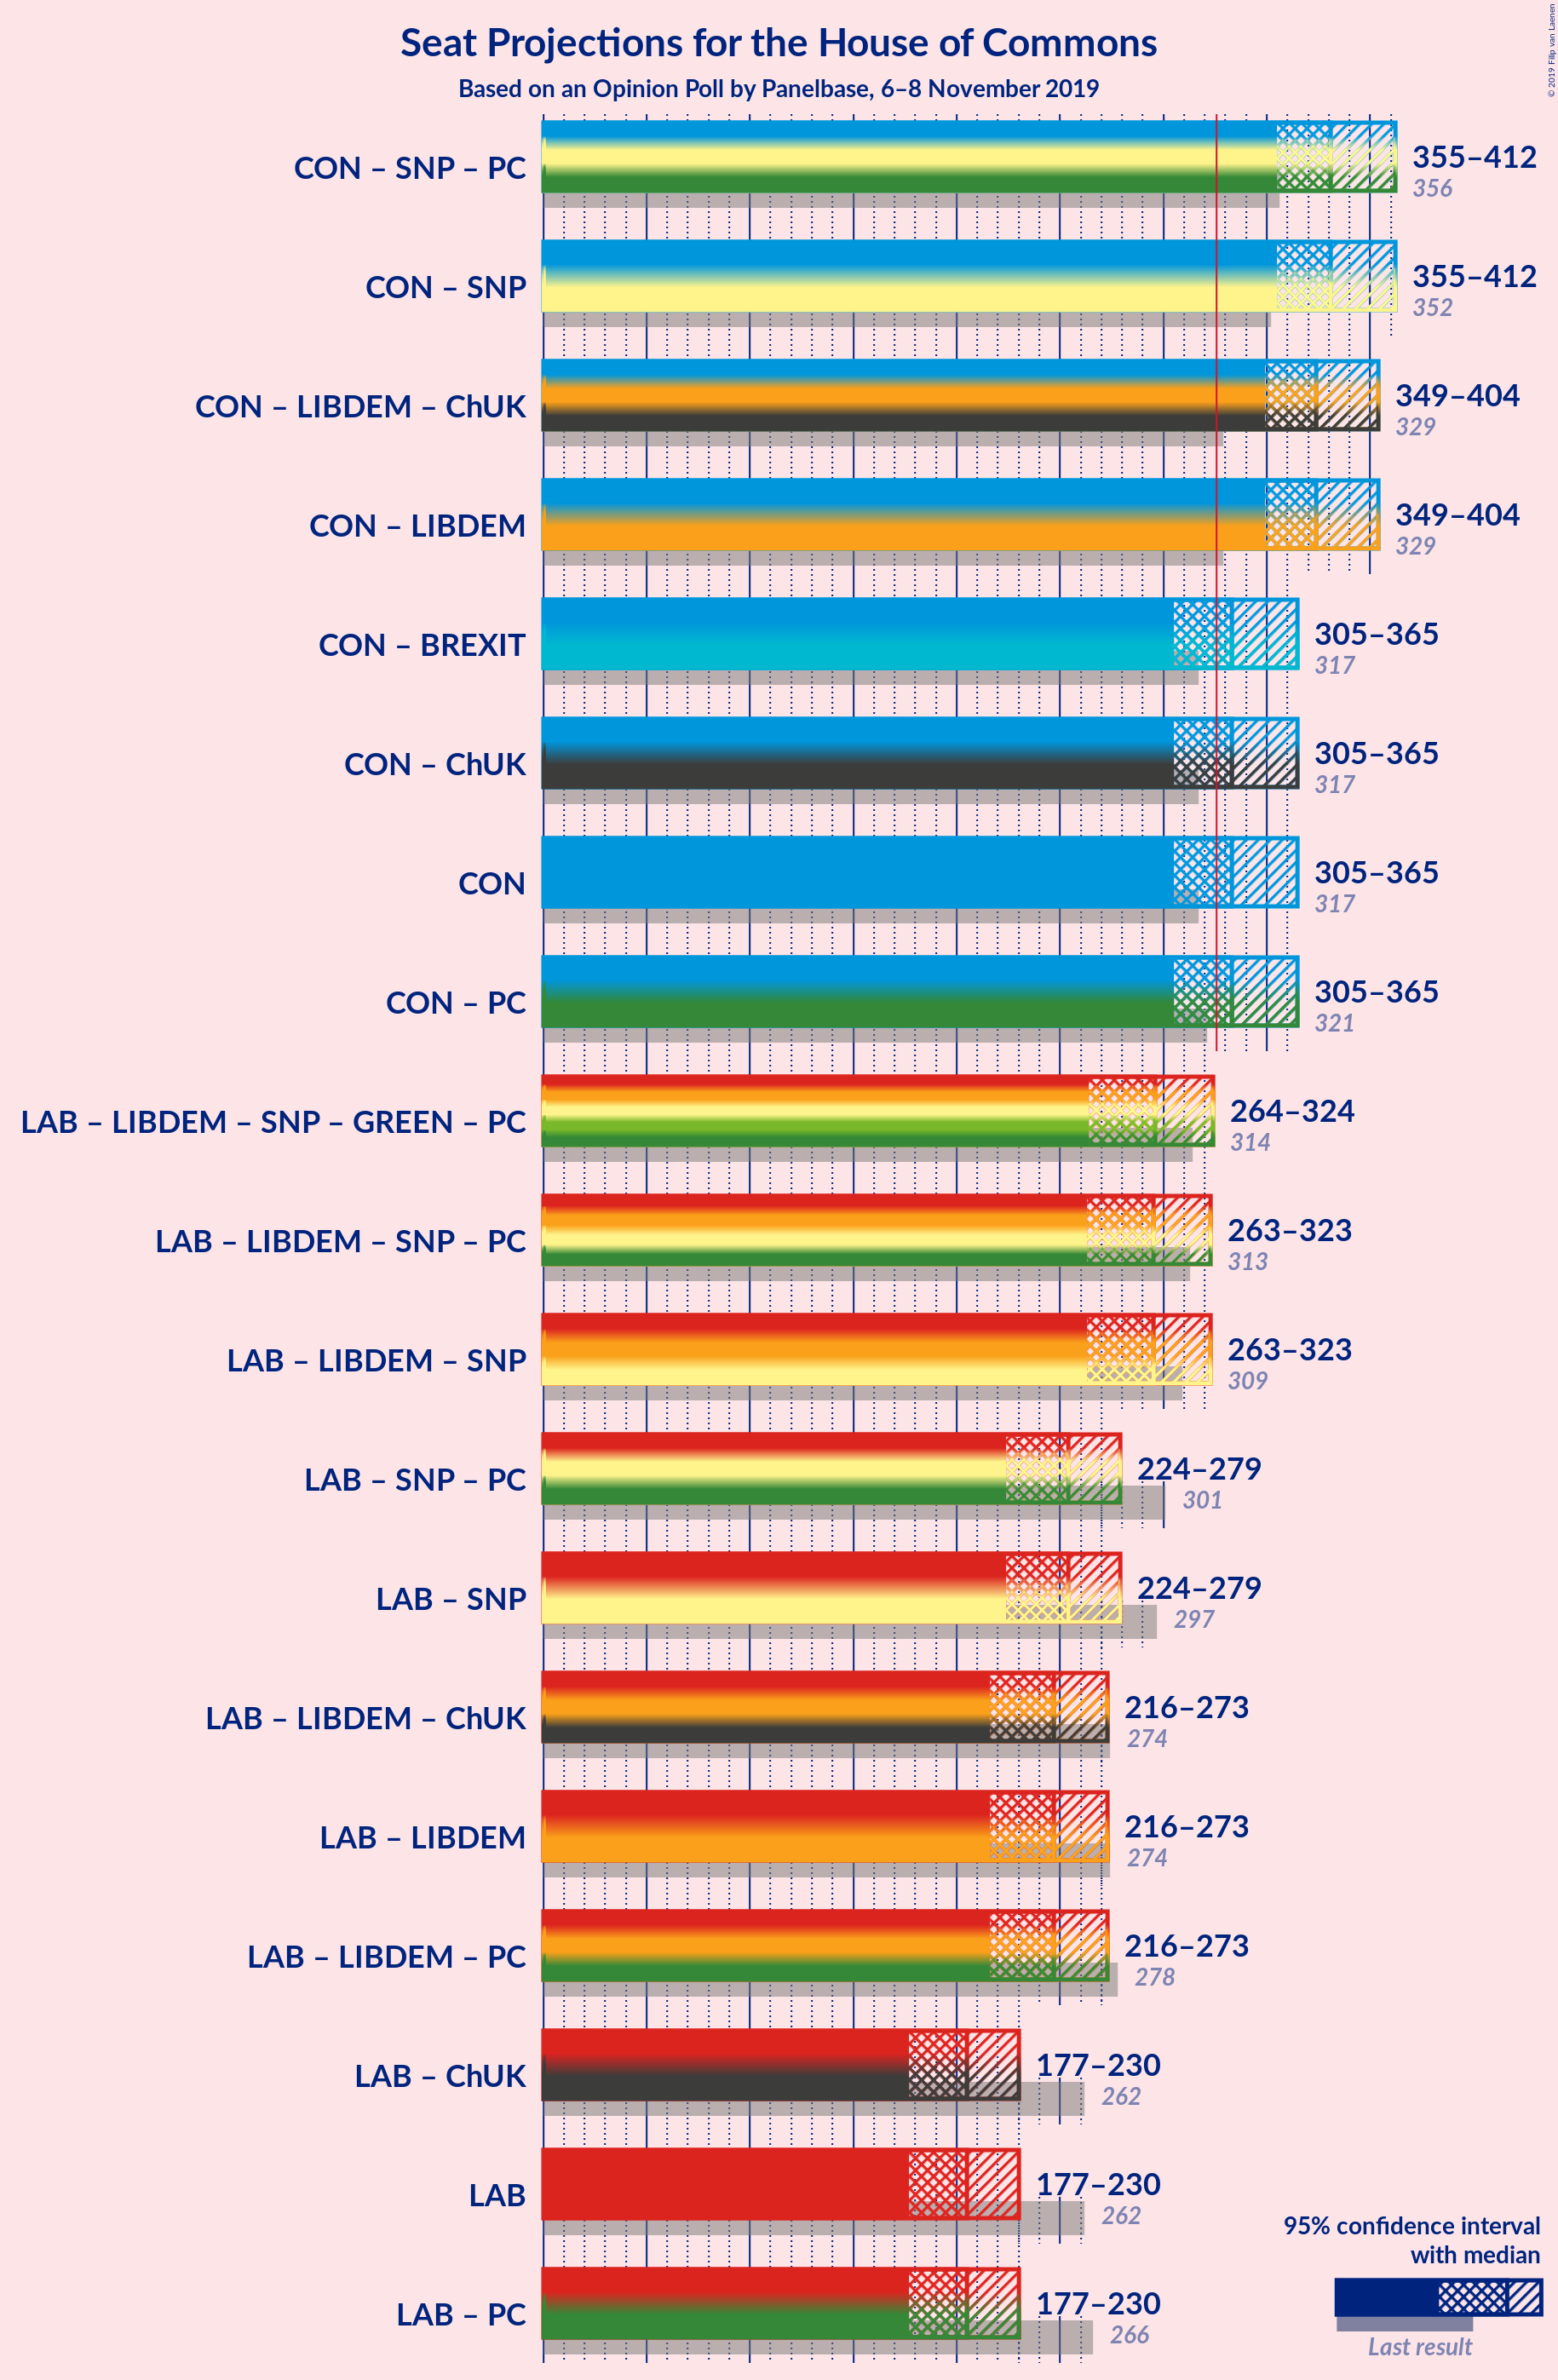 Seat Projections for the House of Commons
Based on an Opinion Poll by Panelbase, 6–8 November 2019
© 2019 Filip van Laenen
CON – SNP – PC
355–412
356
CON – SNP
355–412
352
CON – LIBDEM – ChUK
349–404
329
CON – LIBDEM
349–404
329
CON – BREXIT
305–365
317
CON – ChUK
305–365
317
CON
305–365
317
CON – PC
305–365
321
LAB – LIBDEM – SNP – GREEN – PC
264–324
314
LAB – LIBDEM – SNP – PC
263–323
313
LAB – LIBDEM – SNP
263–323
309
LAB – SNP – PC
224–279
301
LAB – SNP
224–279
297
LAB – LIBDEM – ChUK
216–273
274
LAB – LIBDEM
216–273
274
LAB – LIBDEM – PC
216–273
278
LAB – ChUK
177–230
262
LAB
177–230
262
LAB – PC
177–230
266
95% confidence interval
with median
Last result